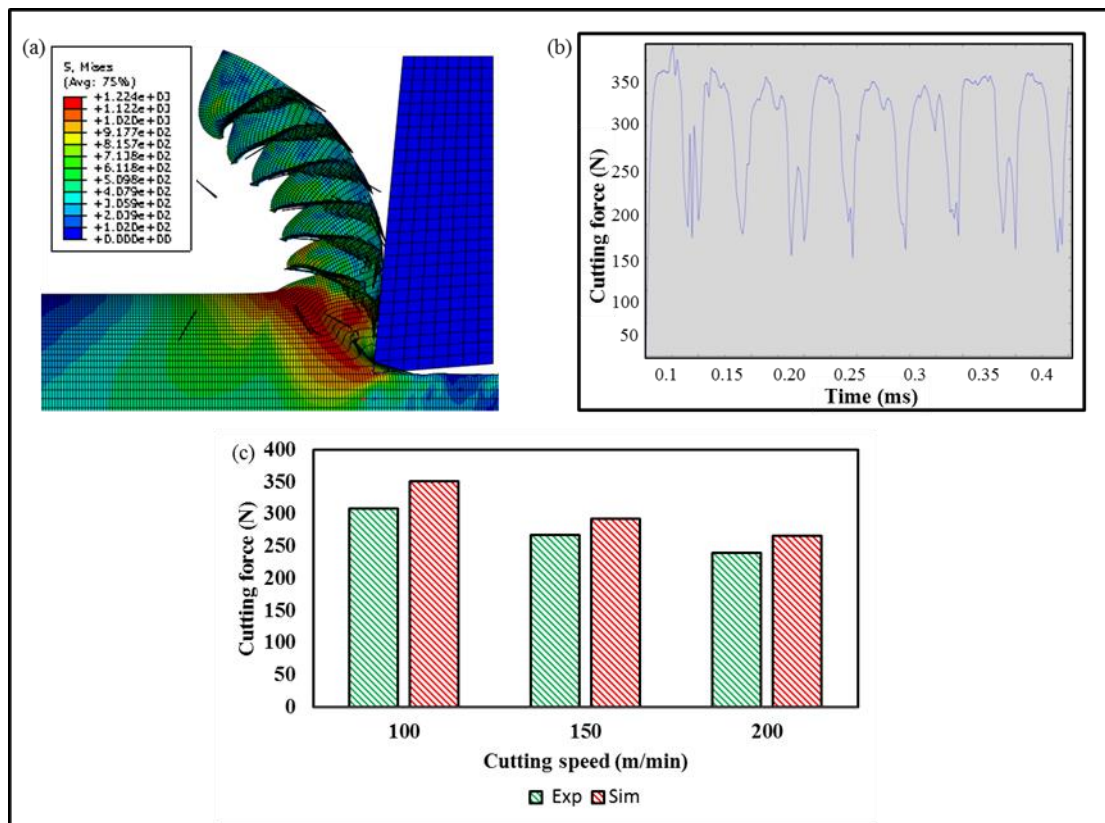 (a)
S, Mises
(Avg: 75%)
+1.224e+03
+1.122e+03
+1.020e+03
+9.177e+02
+8.157e+02
+7.138e+02
+6.118e+02
+5.098e+02
+4.079e+02
+3.059e+02
+2.039e+02
+1.020e+02
+0.000e+00
(b)
Cutting force (N)
350
300
250
200
150
100
50
0.1 0.15 0.20 0.25 0.3 0.35 0.4
Time (ms)
(c)
Cutting force (N)
400
350
300
250
200
150
100
50
0
100 150 200
Cutting speed (m/min)
Exp Sim